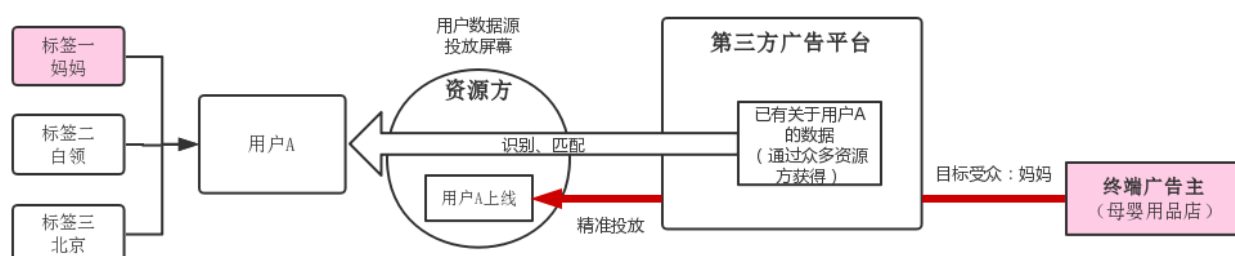 标签一
妈妈
标签二
白领
标签三
北京
用户A
用户数据源
投放屏幕
资源方
识别、匹配
用户A上线
精准投放
第三方广告平台
已有关于用户A
的数据
（通过众多资源
方获得）
目标受众：妈妈
终端广告主
（母婴用品店）